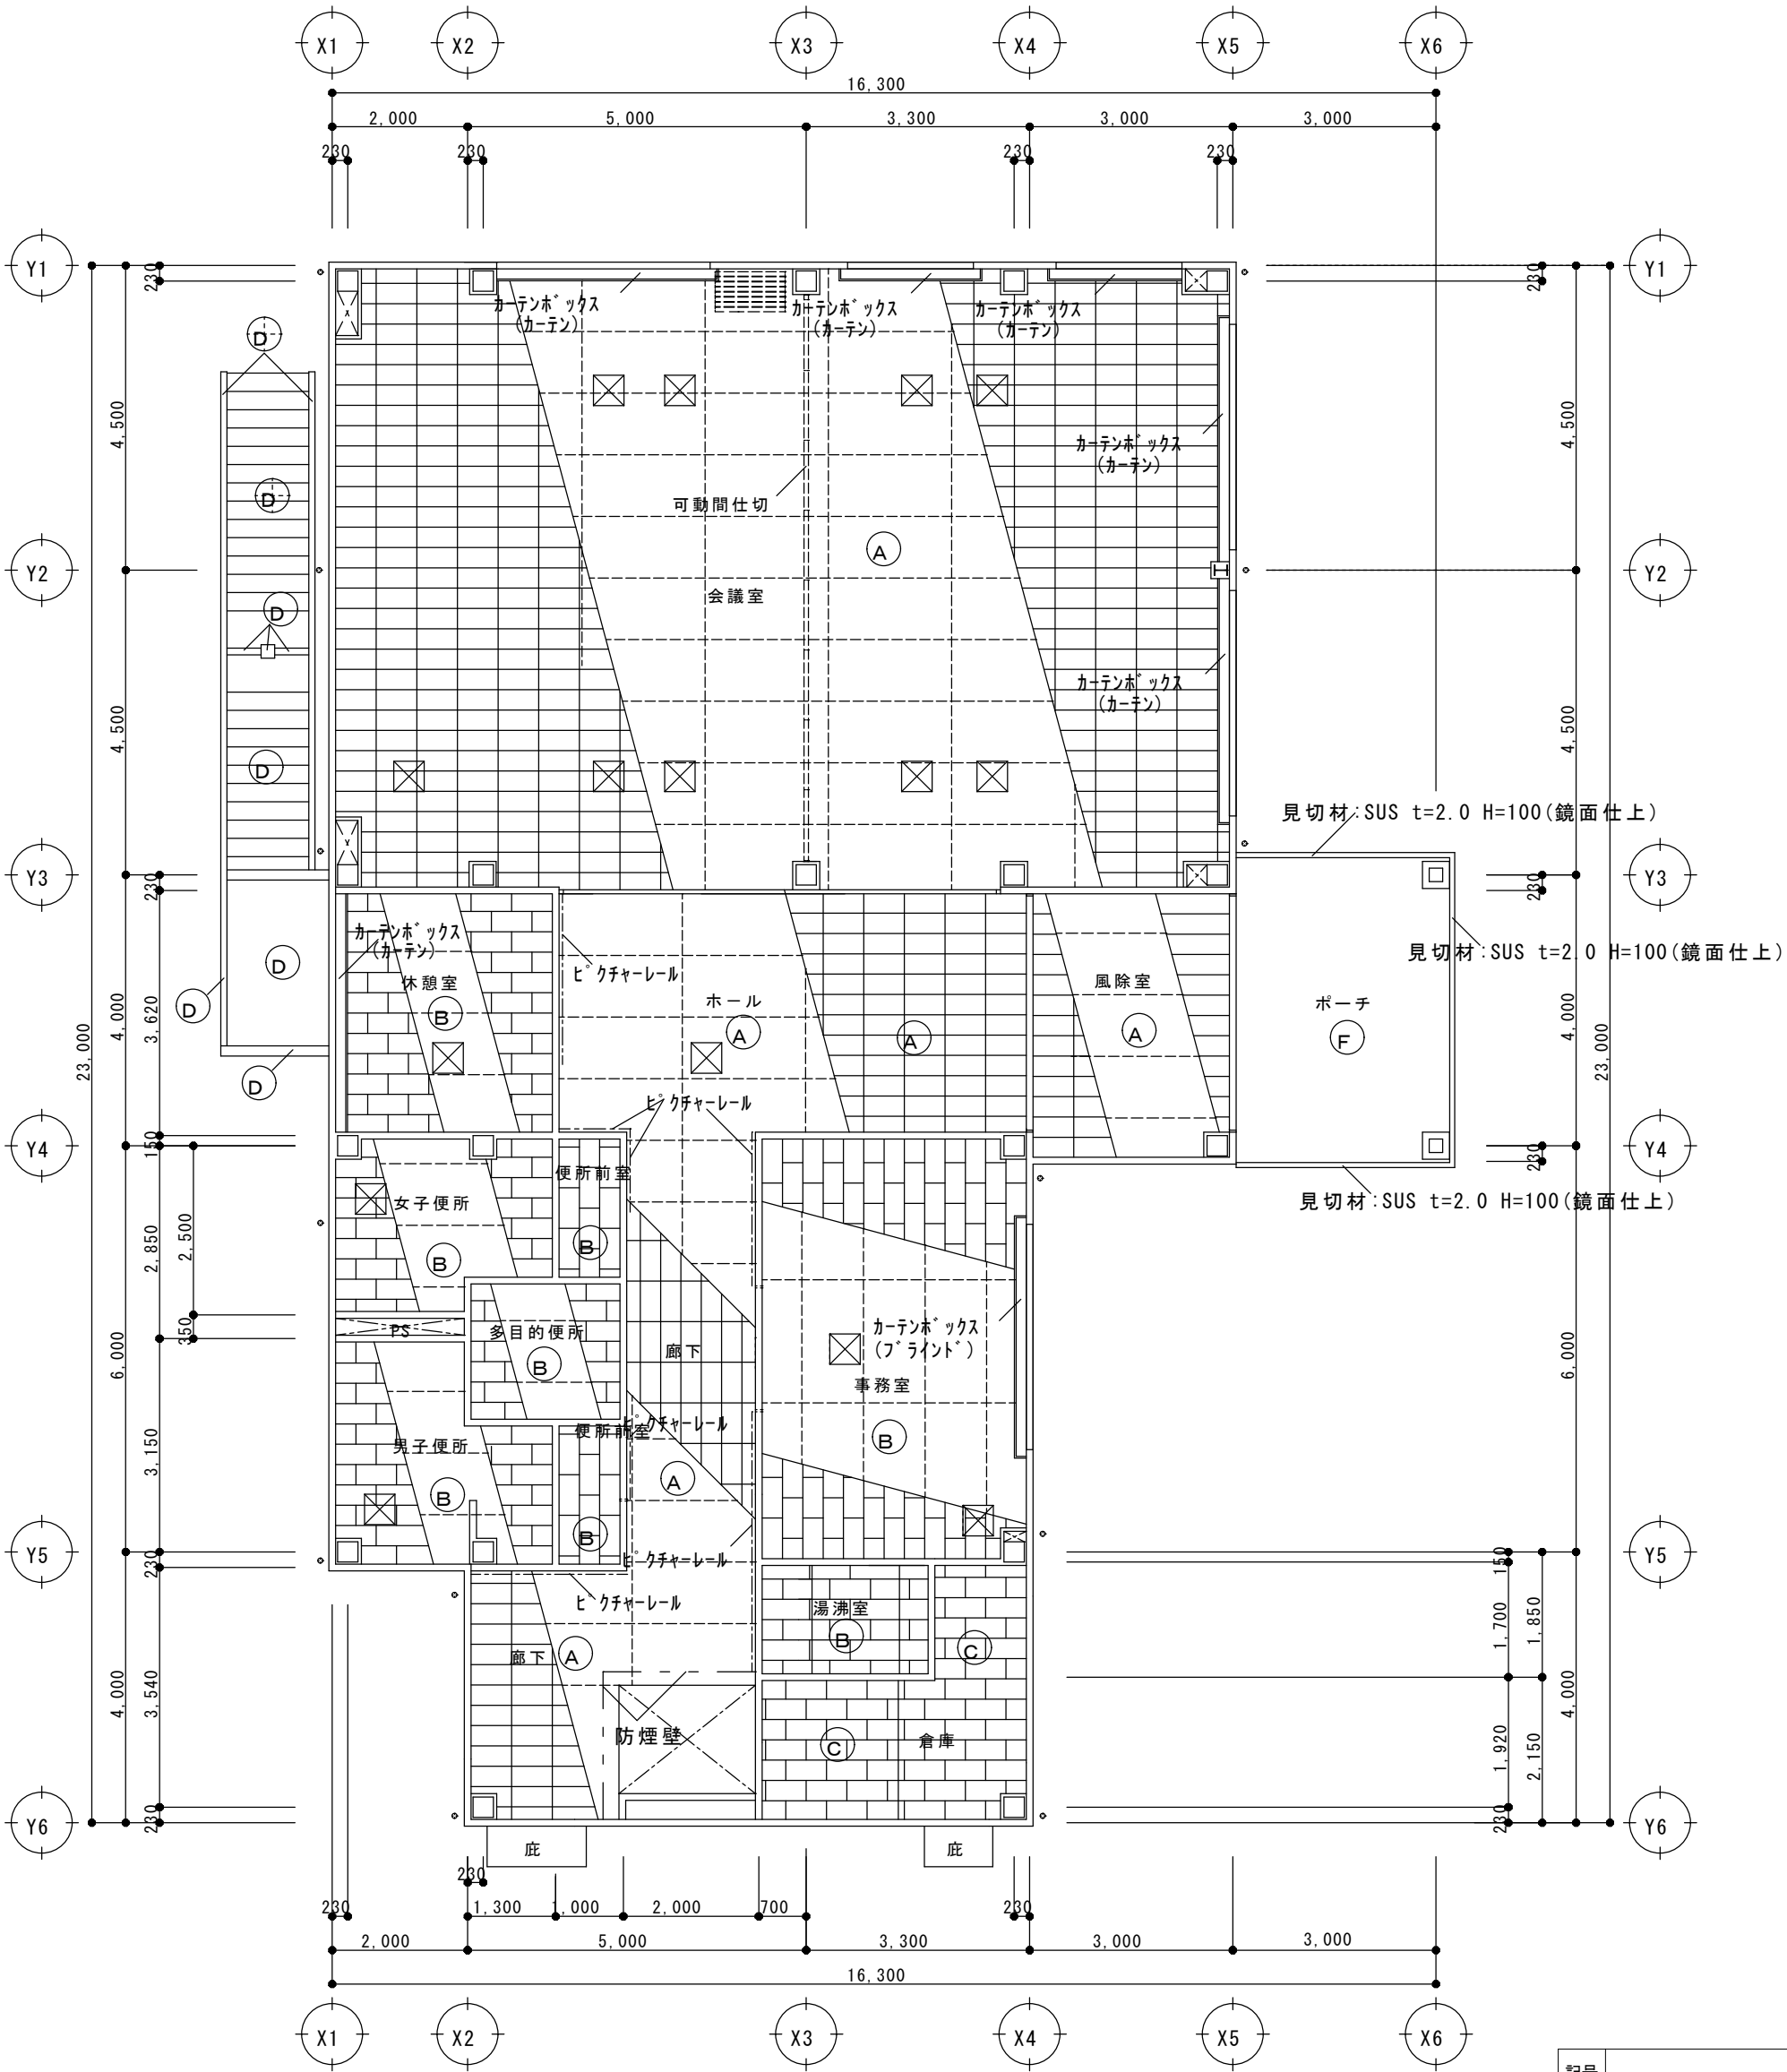 X1 X2 X3 X4 X5 X6
16,300
2,000 5,000 3,300 3,000 3,000
230 230 230 230
Y1 230 230 Y1
カーテンボックス
(カーテン)
カーテンボックス
(カーテン)
カーテンボックス
(カーテン)
D
4,500 4,500
カーテンボックス
(カーテン)
D
可動間仕切
A
Y2 Y2
会議室
D
カーテンボックス
(カーテン)
4,500 4,500
D
見切材:SUS t=2.0 H=100(鏡面仕上)
Y3 230 230 Y3
カーテンボックス
(カーテン)
見切材:SUS t=2.0 H=100(鏡面仕上)
D
ピクチャーレール
休憩室
風除室
ホール
ポーチ
D
B
A
A
A
F
23,000 4,000 3,620 4,000 23,000
D
ピクチャーレール
Y4 150 230 Y4
便所前室
女子便所
見切材:SUS t=2.0 H=100(鏡面仕上)
2,850 2,500
B
B
350
PS
多目的便所
カーテンボックス
(ブラインド)
廊下
B
6,000 6,000
事務室
ピクチャーレール
便所前室
B
男子便所
3,150
A
B
B
Y5 230 150 Y5
ピクチャーレール
ピクチャーレール
湯沸室
B
C
1,700 1,850
廊下
A
4,000 3,540 4,000
防煙壁
C
倉庫
1,920 2,150
Y6 230 230 Y6
庇 庇
230
230 1,300 1,000 2,000 700 230
2,000 5,000 3,300 3,000 3,000
16,300
X1 X2 X3 X4 X5 X6
記号